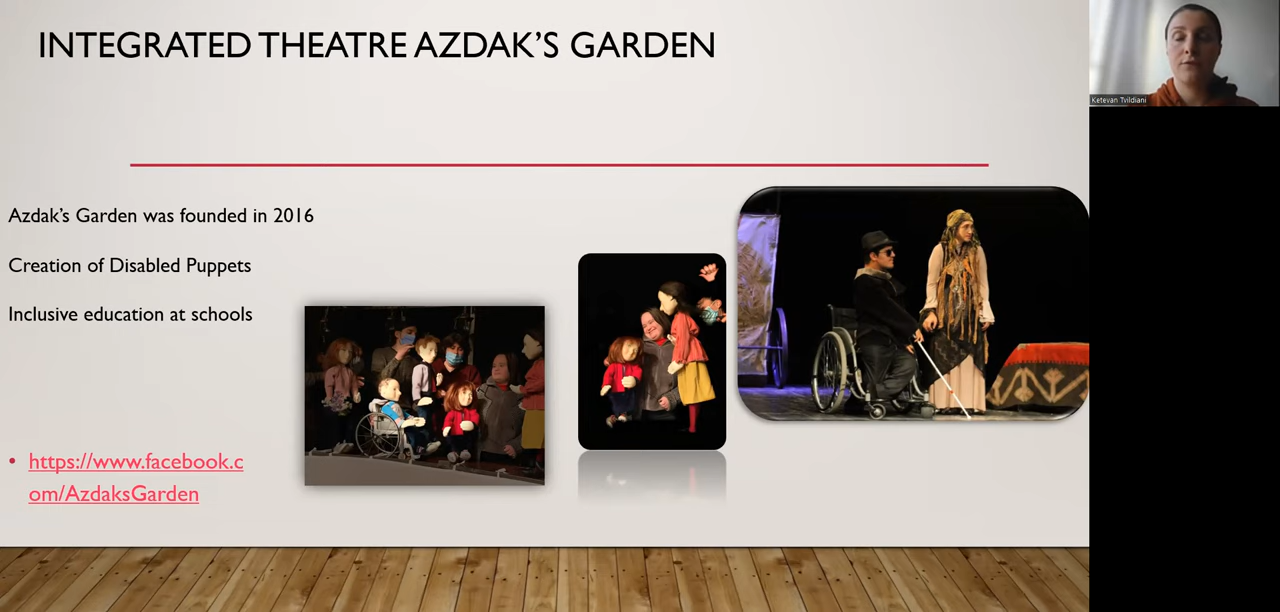 INTEGRATED THEATRE AZDAK'S GARDEN
Ketevan Tvildiani
Azdak's Garden was founded in 2016
Creation of Disabled Puppets
Inclusive education at schools
• https://www.facebook.c
om/AzdaksGarden